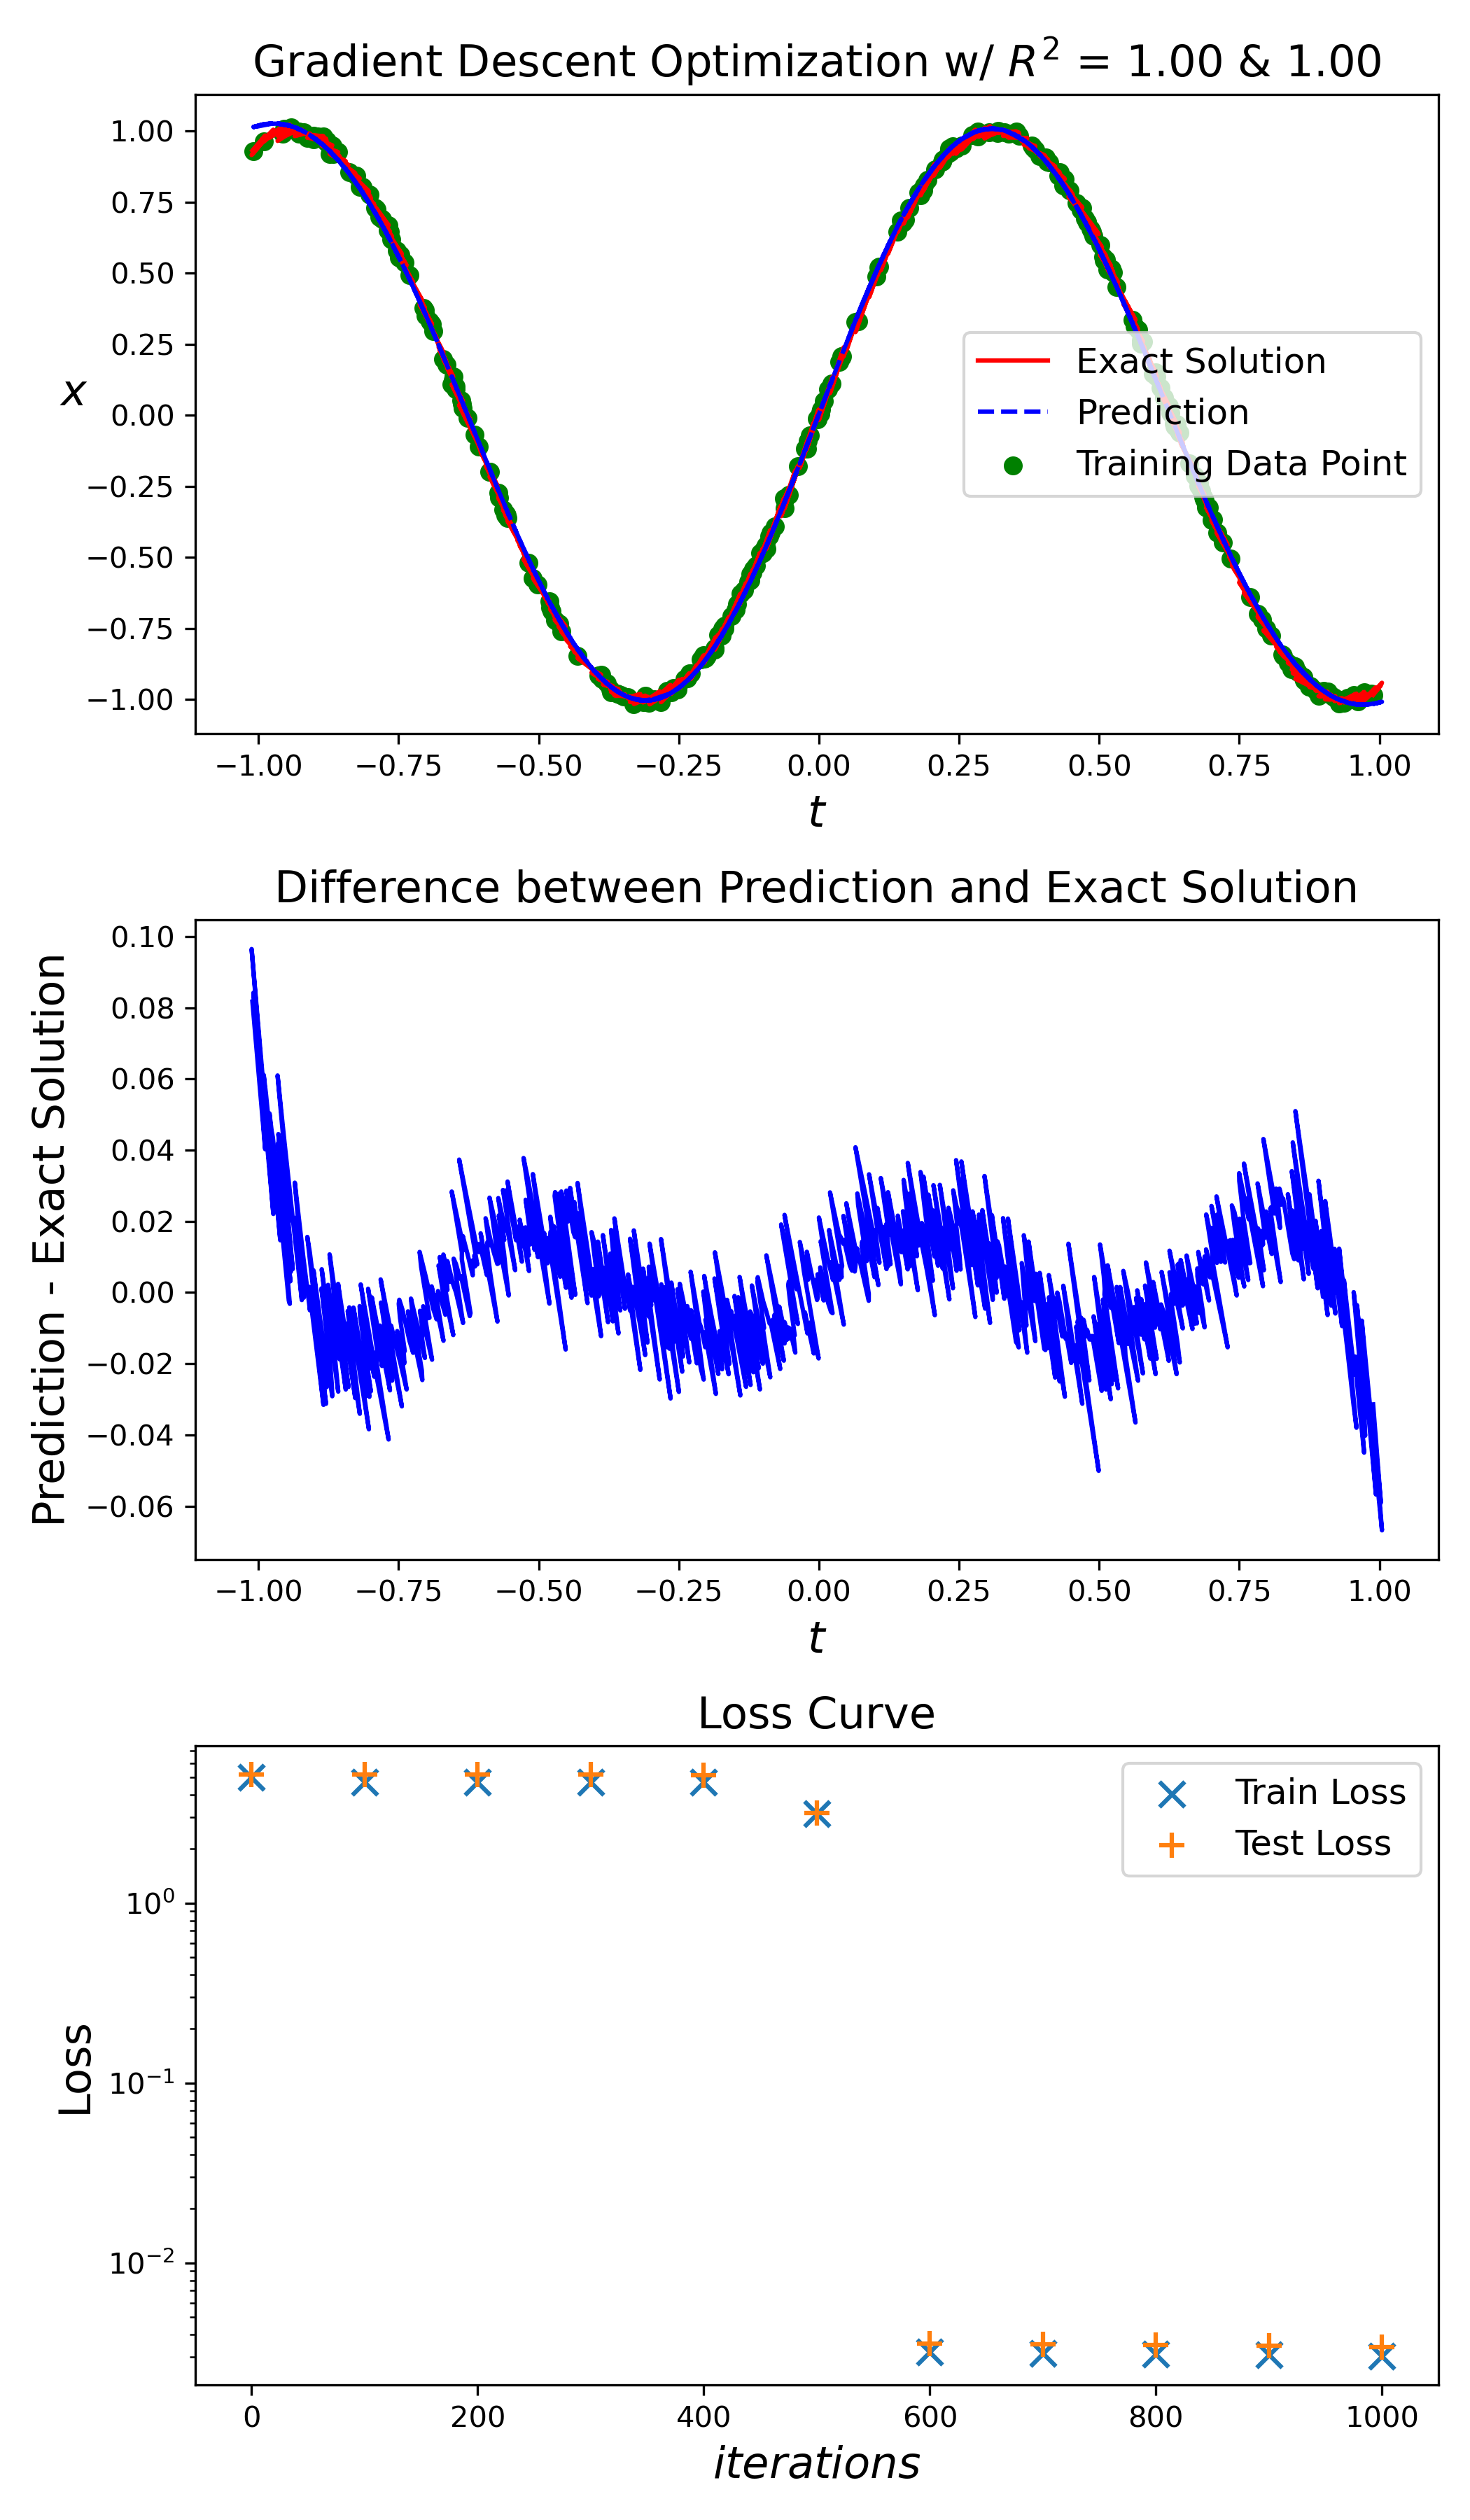 Gradient Descent Optimization w/ R² = 1.00 & 1.00
1.00
0.75
0.50
0.25
0.00
−0.25
−0.50
−0.75
−1.00
x
Exact Solution
Prediction
Training Data Point
−1.00 −0.75 −0.50 −0.25 0.00 0.25 0.50 0.75 1.00
t
Difference between Prediction and Exact Solution
0.10
0.08
0.06
0.04
0.02
0.00
−0.02
−0.04
−0.06
Prediction - Exact Solution
−1.00 −0.75 −0.50 −0.25 0.00 0.25 0.50 0.75 1.00
t
Loss Curve
Train Loss
Test Loss
10⁰
10⁻¹
10⁻²
Loss
0 200 400 600 800 1000
iterations